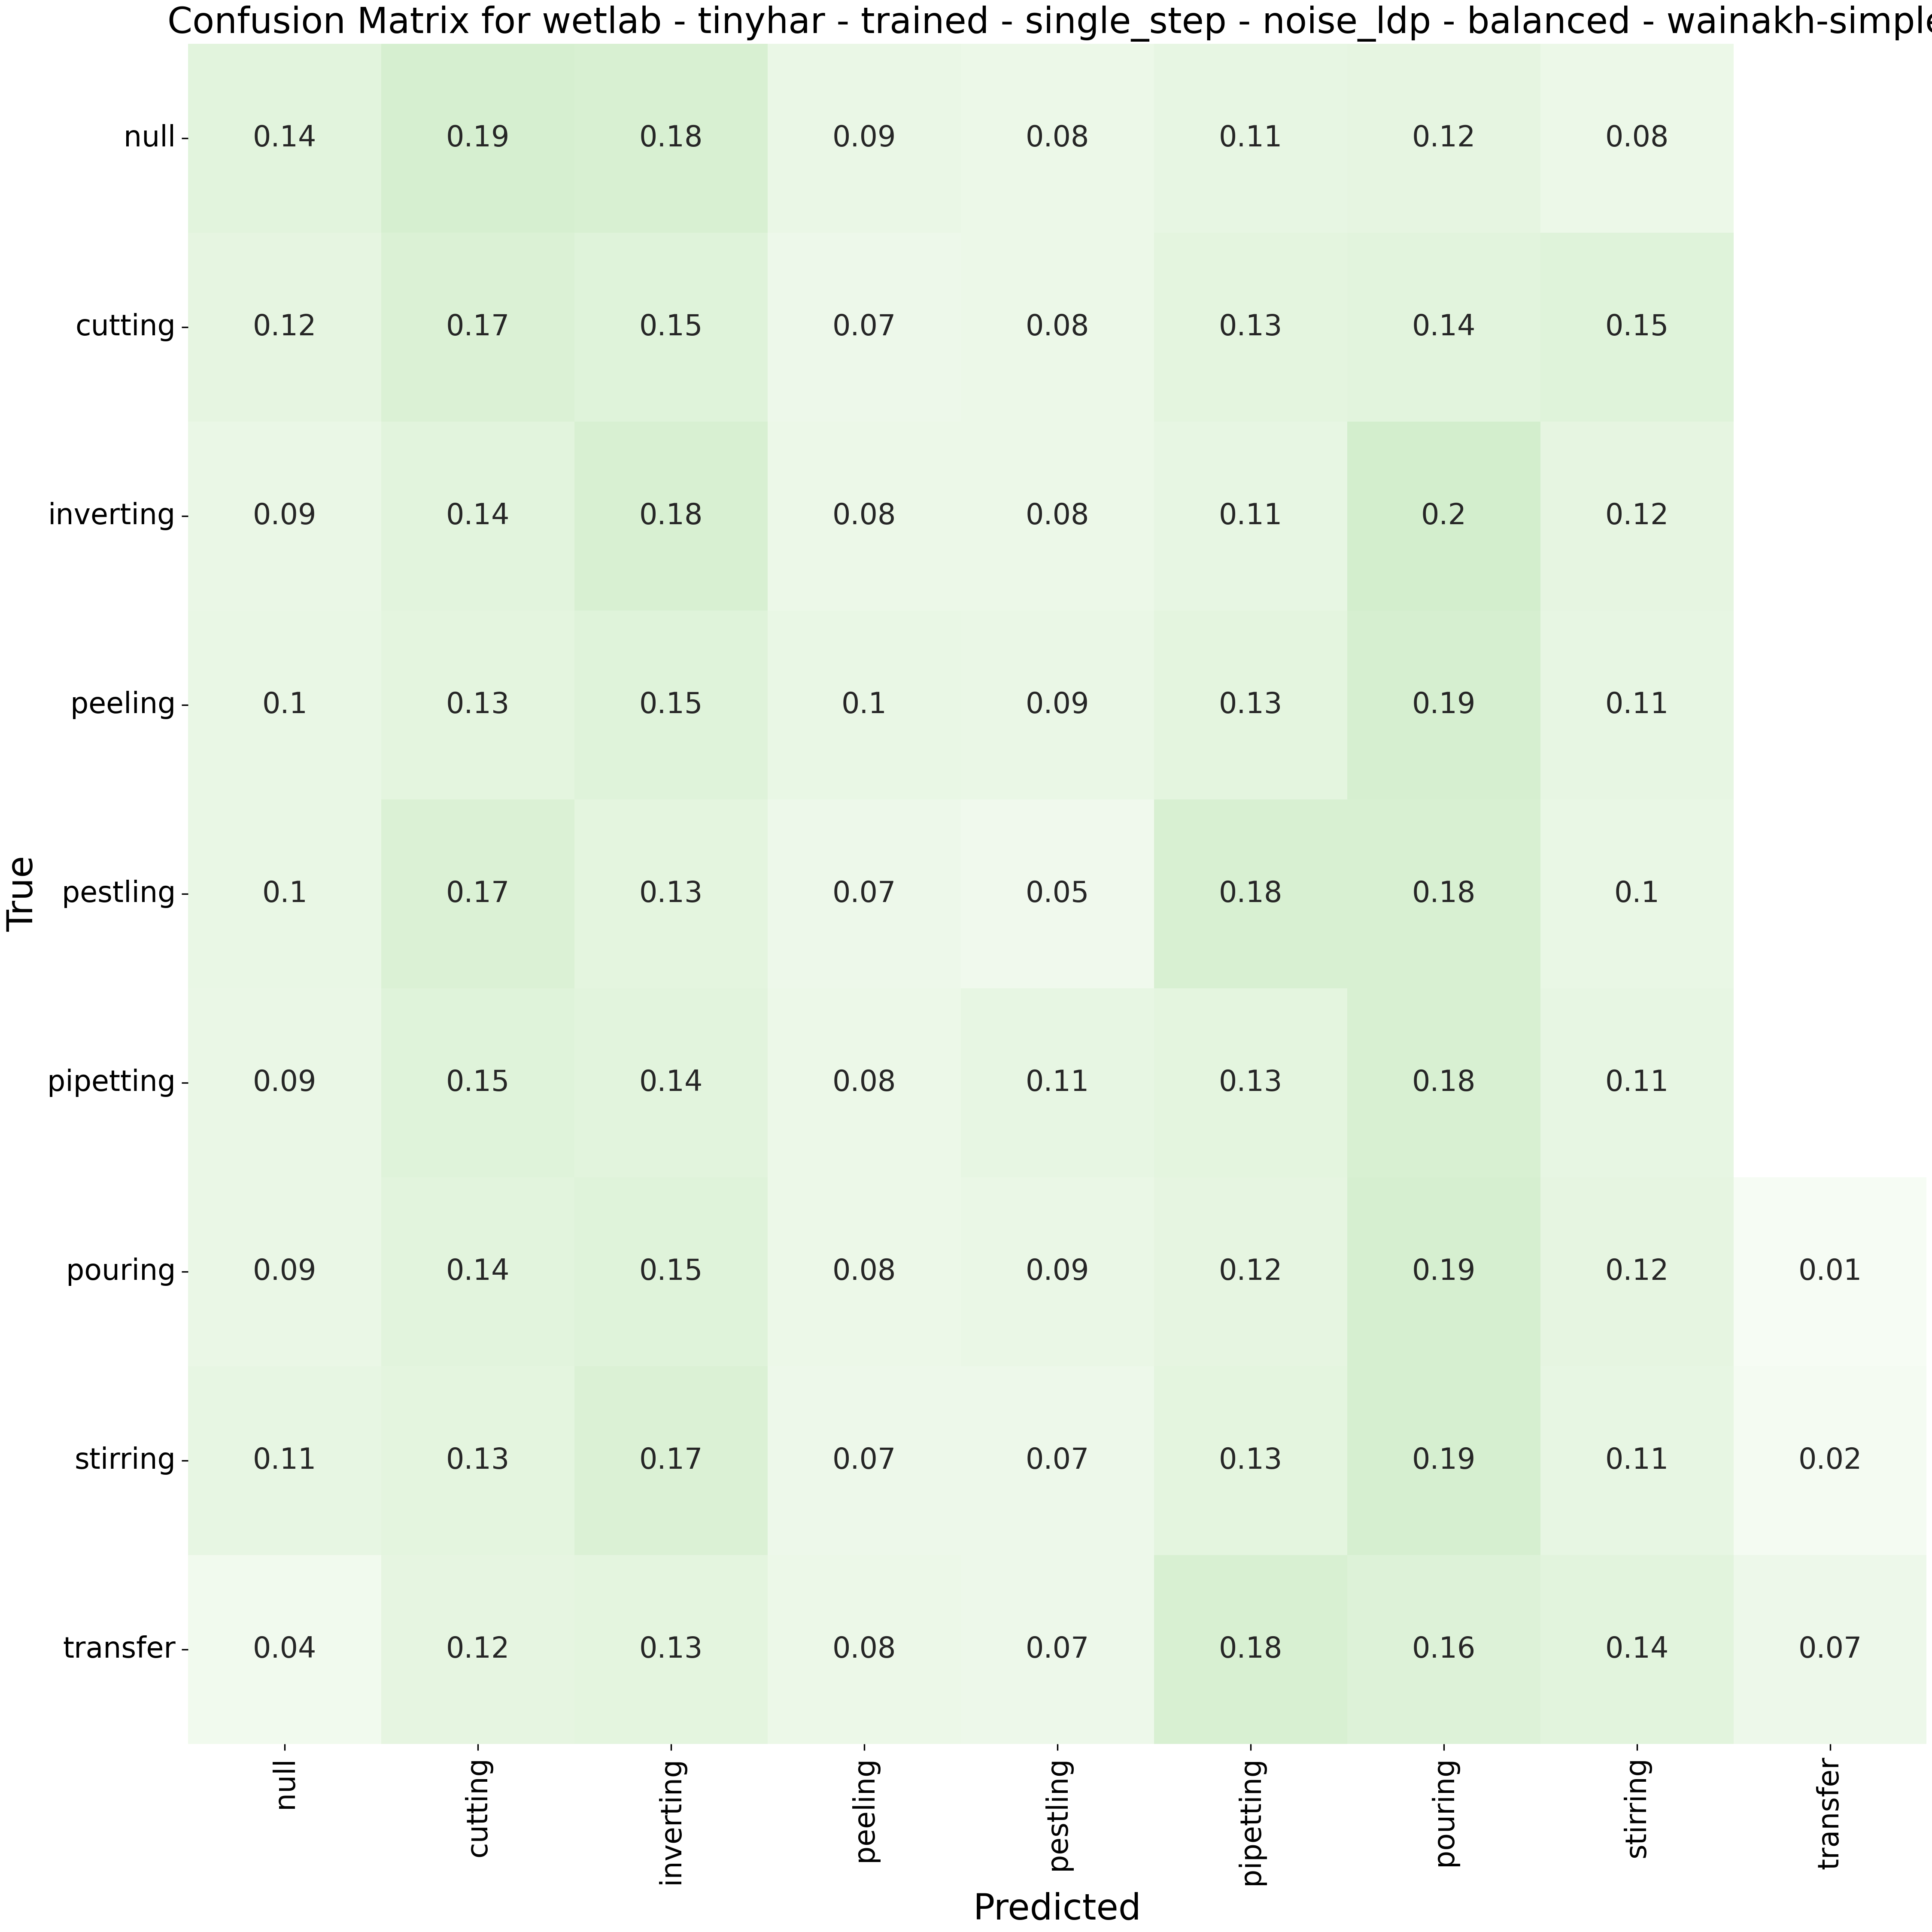 Confusion Matrix for wetlab - tinyhar - trained - single_step - noise_ldp - balanced - wainakh-simple
null 0.14 0.19 0.18 0.09 0.08 0.11 0.12 0.08
cutting 0.12 0.17 0.15 0.07 0.08 0.13 0.14 0.15
inverting 0.09 0.14 0.18 0.08 0.08 0.11 0.2 0.12
peeling 0.1 0.13 0.15 0.1 0.09 0.13 0.19 0.11
pestling 0.1 0.17 0.13 0.07 0.05 0.18 0.18 0.1
pipetting 0.09 0.15 0.14 0.08 0.11 0.13 0.18 0.11
pouring 0.09 0.14 0.15 0.08 0.09 0.12 0.19 0.12 0.01
stirring 0.11 0.13 0.17 0.07 0.07 0.13 0.19 0.11 0.02
transfer 0.04 0.12 0.13 0.08 0.07 0.18 0.16 0.14 0.07
True
null cutting inverting peeling pestling pipetting pouring stirring transfer
Predicted